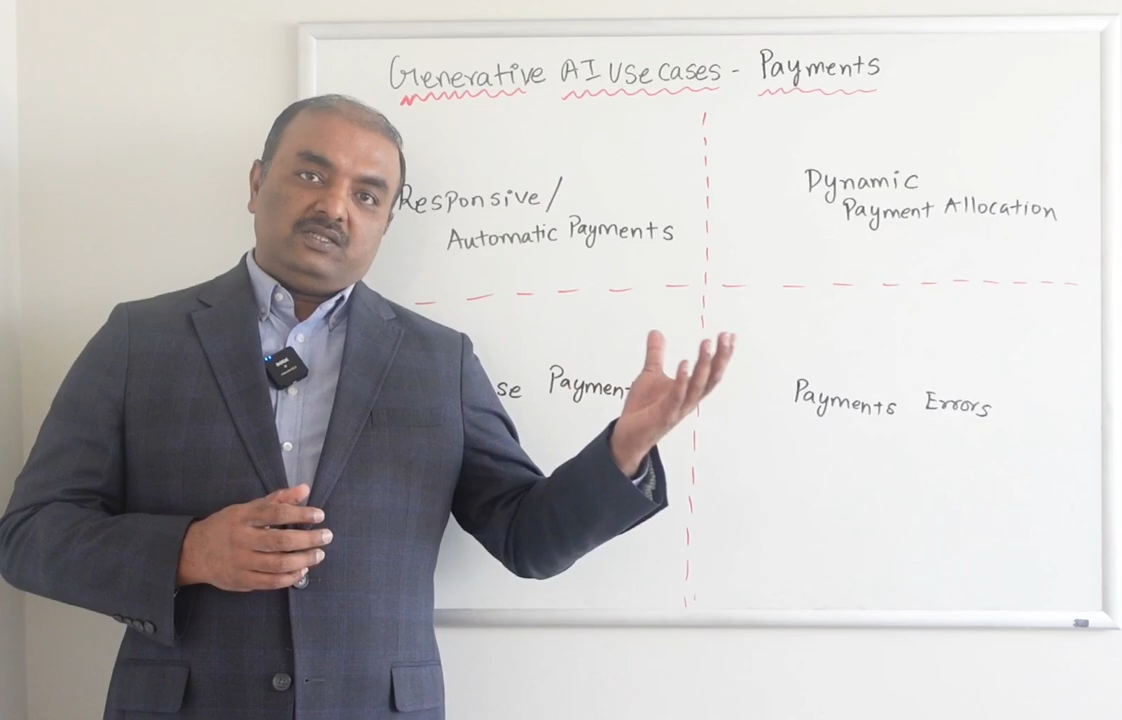 Generative AI Use cases - Payments
Responsive/
Automatic Payments
Dynamic
Payment Allocation
Payments Errors